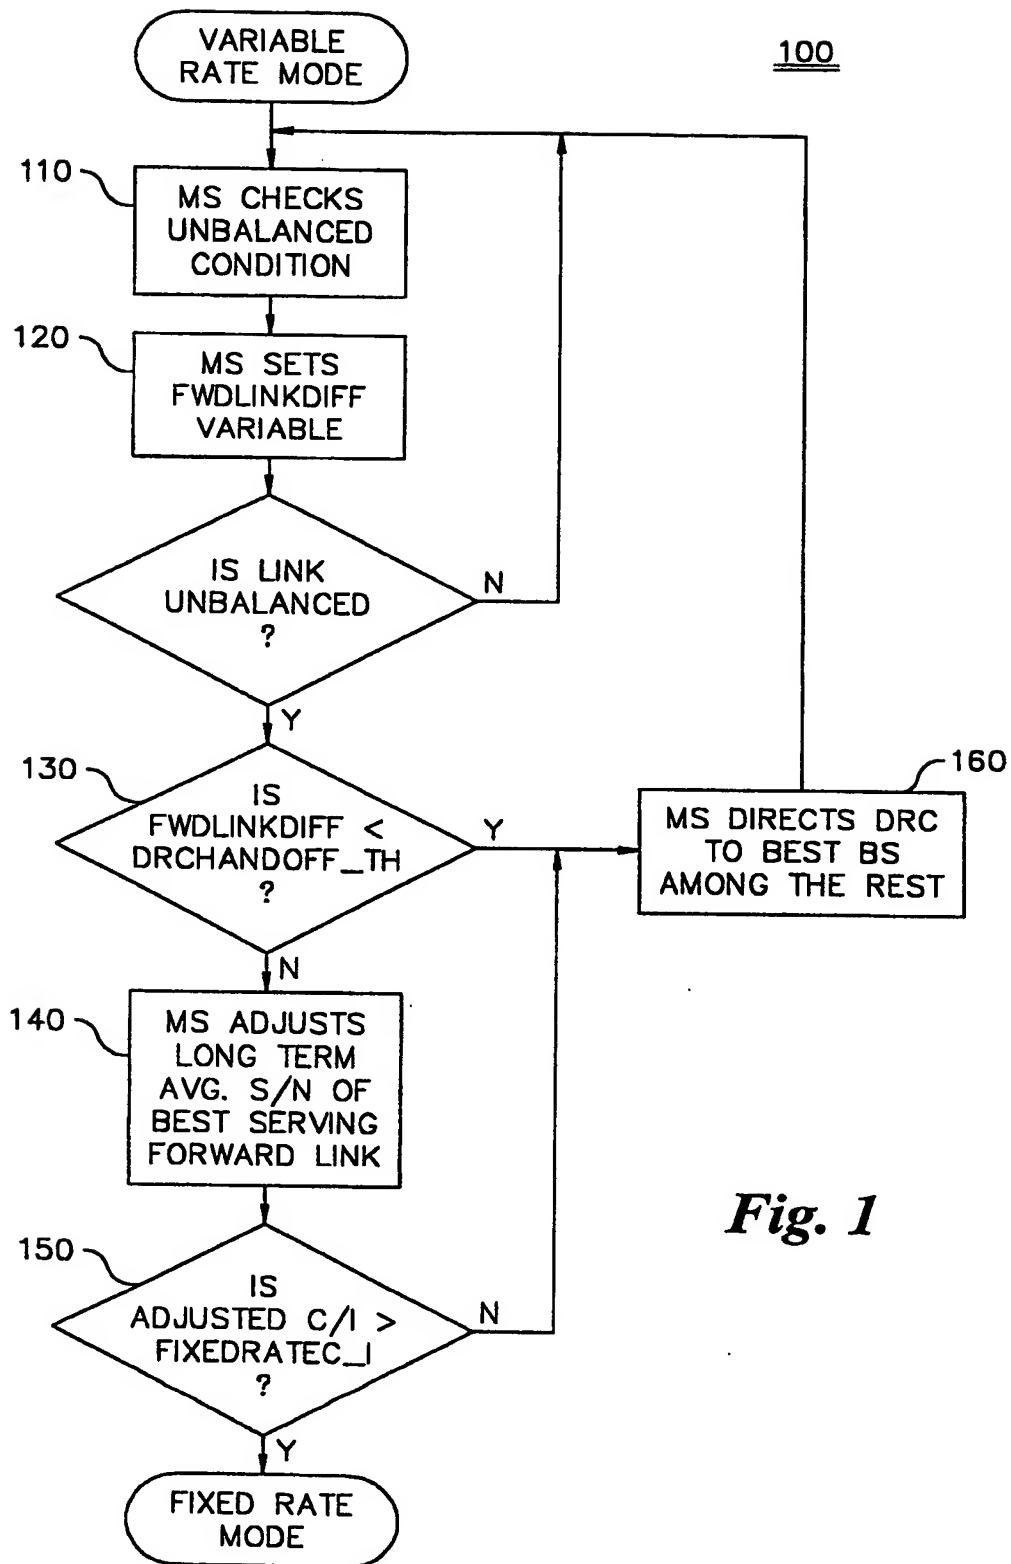 VARIABLE
RATE MODE
100
110
MS CHECKS
UNBALANCED
CONDITION
120
MS SETS
FWDLINKDIFF
VARIABLE
IS LINK
UNBALANCED
?
N
Y
130
IS
FWDLINKDIFF <
DRCHANDOFF_TH
?
Y
N
160
MS DIRECTS DRC
TO BEST BS
AMONG THE REST
140
MS ADJUSTS
LONG TERM
AVG. S/N OF
BEST SERVING
FORWARD LINK
150
IS
ADJUSTED C/I >
FIXEDRATEC_I
?
N
Y
FIXED RATE
MODE
Fig. 1